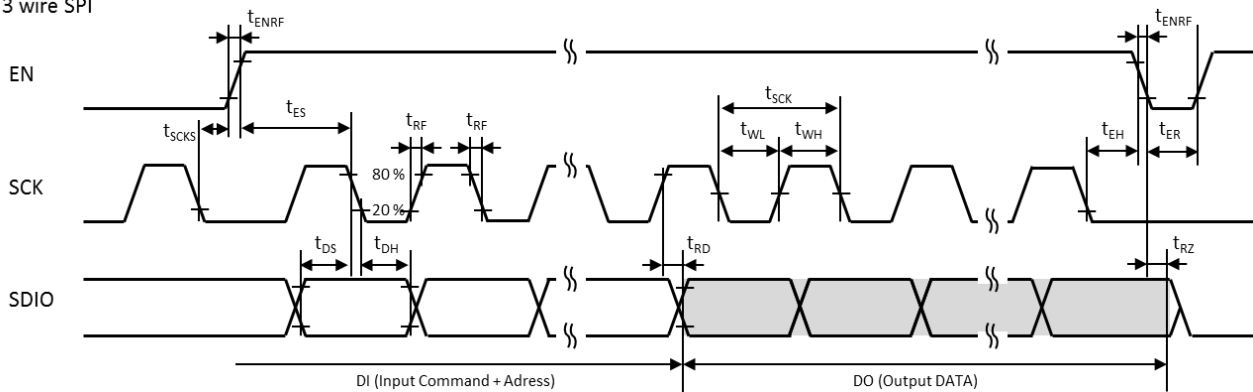 3 wire SPI
tENRF
tENRF
EN
tSCKS
tES
tRF
tRF
tSCK
tWL
tWH
tEH
tER
SCK
80 %
20 %
tDS
tDH
tRD
tRZ
SDIO
DI (Input Command + Adress)
DO (Output DATA)